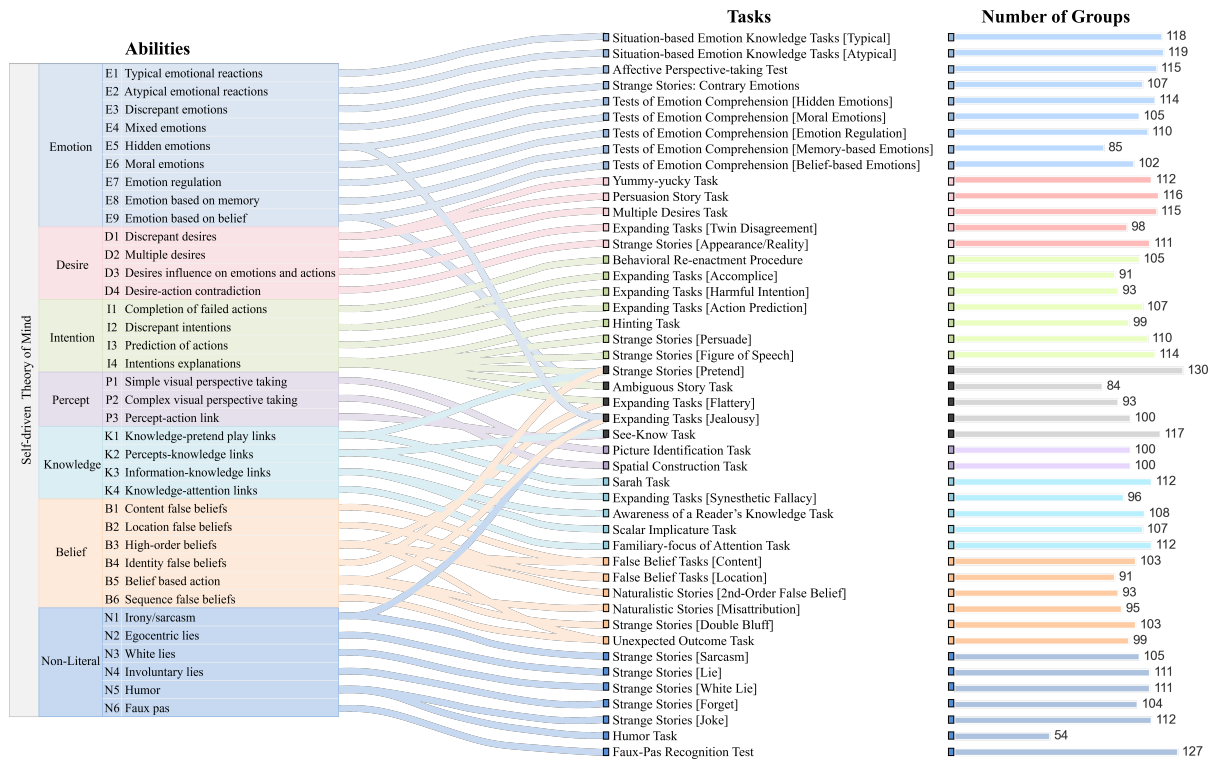 Tasks
Number of Groups
Abilities
Self-driven Theory of Mind
Emotion
E1 Typical emotional reactions
E2 Atypical emotional reactions
E3 Discrepant emotions
E4 Mixed emotions
E5 Hidden emotions
E6 Moral emotions
E7 Emotion regulation
E8 Emotion based on memory
E9 Emotion based on belief
Desire
D1 Discrepant desires
D2 Multiple desires
D3 Desires influence on emotions and actions
D4 Desire-action contradiction
Intention
I1 Completion of failed actions
I2 Discrepant intentions
I3 Prediction of actions
I4 Intentions explanations
Percept
P1 Simple visual perspective taking
P2 Complex visual perspective taking
P3 Percept-action link
Knowledge
K1 Knowledge-pretend play links
K2 Percepts-knowledge links
K3 Information-knowledge links
K4 Knowledge-attention links
Belief
B1 Content false beliefs
B2 Location false beliefs
B3 High-order beliefs
B4 Identity false beliefs
B5 Belief based action
B6 Sequence false beliefs
Non-Literal
N1 Irony/sarcasm
N2 Egocentric lies
N3 White lies
N4 Involuntary lies
N5 Humor
N6 Faux pas
Situation-based Emotion Knowledge Tasks [Typical] 118
Situation-based Emotion Knowledge Tasks [Atypical] 119
Affective Perspective-taking Test 115
Strange Stories: Contrary Emotions 107
Tests of Emotion Comprehension [Hidden Emotions] 114
Tests of Emotion Comprehension [Moral Emotions] 105
Tests of Emotion Comprehension [Emotion Regulation] 110
Tests of Emotion Comprehension [Memory-based Emotions] 85
Tests of Emotion Comprehension [Belief-based Emotions] 102
Yummy-yucky Task 112
Persuasion Story Task 116
Multiple Desires Task 115
Expanding Tasks [Twin Disagreement] 98
Strange Stories [Appearance/Reality] 111
Behavioral Re-enactment Procedure 105
Expanding Tasks [Accomplice] 91
Expanding Tasks [Harmful Intention] 93
Expanding Tasks [Action Prediction] 107
Hinting Task 99
Strange Stories [Persuade] 110
Strange Stories [Figure of Speech] 114
Strange Stories [Pretend] 130
Ambiguous Story Task 84
Expanding Tasks [Flattery] 93
Expanding Tasks [Jealousy] 100
See-Know Task 117
Picture Identification Task 100
Spatial Construction Task 100
Sarah Task 112
Expanding Tasks [Synesthetic Fallacy] 96
Awareness of a Reader's Knowledge Task 108
Scalar Implicature Task 107
Familiary-focus of Attention Task 112
False Belief Tasks [Content] 103
False Belief Tasks [Location] 91
Naturalistic Stories [2nd-Order False Belief] 93
Naturalistic Stories [Misattribution] 95
Strange Stories [Double Bluff] 103
Unexpected Outcome Task 99
Strange Stories [Sarcasm] 105
Strange Stories [Lie] 111
Strange Stories [White Lie] 111
Strange Stories [Forget] 104
Strange Stories [Joke] 112
Humor Task 54
Faux-Pas Recognition Test 127